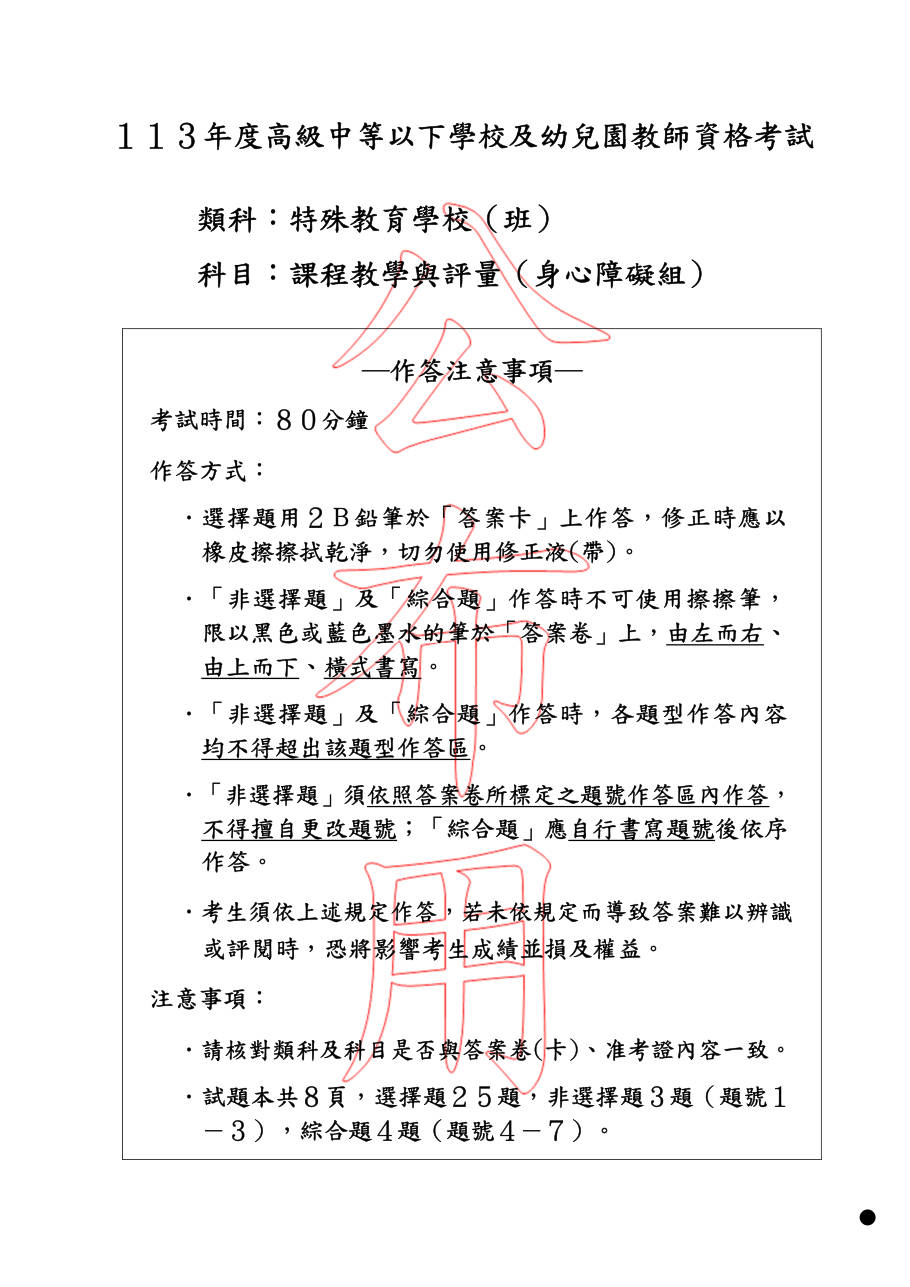 １１３年度高級中等以下學校及幼兒園教師資格考試
類科：特殊教育學校（班）
科目：課程教學與評量（身心障礙組）
—作答注意事項—
考試時間：８０分鐘
作答方式：
．選擇題用２Ｂ鉛筆於「答案卡」上作答，修正時應以
橡皮擦擦拭乾淨，切勿使用修正液(帶)。
．「非選擇題」及「綜合題」作答時不可使用擦擦筆，
限以黑色或藍色墨水的筆於「答案卷」上，由左而右、
由上而下、橫式書寫。
．「非選擇題」及「綜合題」作答時，各題型作答內容
均不得超出該題型作答區。
．「非選擇題」須依照答案卷所標定之題號作答區內作答，
不得擅自更改題號；「綜合題」應自行書寫題號後依序
作答。
．考生須依上述規定作答，若未依規定而導致答案難以辨識
或評閱時，恐將影響考生成績並損及權益。
注意事項：
．請核對類科及科目是否與答案卷(卡)、准考證內容一致。
．試題本共８頁，選擇題２５題，非選擇題３題（題號１
－３），綜合題４題（題號４－７）。
公布用